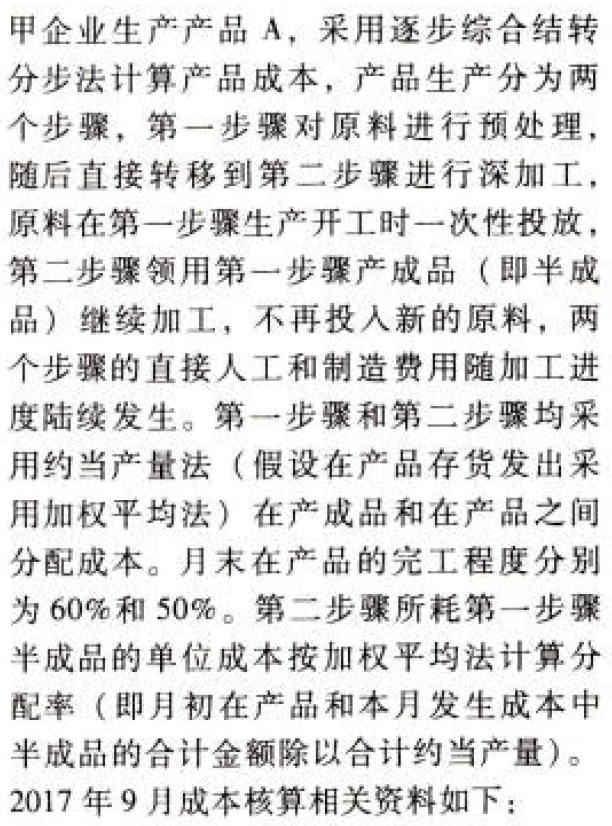 甲企业生产产品 A，采用逐步综合结转
分步法计算产品成本，产品生产分为两
个步骤，第一步骤对原料进行预处理，
随后直接转移到第二步骤进行深加工，
原料在第一步骤生产开工时一次性投放，
第二步骤领用第一步骤产成品（即半成
品）继续加工，不再投入新的原料，两
个步骤的直接人工和制造费用随加工进
度陆续发生。第一步骤和第二步骤均采
用约当产量法（假设在产品存货发出采
用加权平均法）在产成品和在产品之间
分配成本。月末在产品的完工程度分别
为 60%和 50%。第二步骤所耗第一步骤
半成品的单位成本按加权平均法计算分
配率（即月初在产品和本月发生成本中
半成品的合计金额除以合计约当产量）。
2017 年 9 月成本核算相关资料如下：